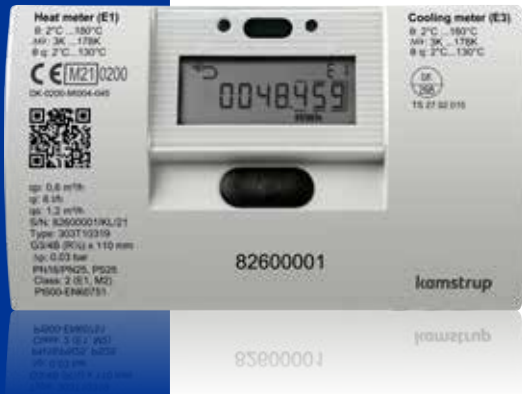 Heat meter (E1)
θ: 2°C ...180°C
Δθ: 3K ...178K
θ q: 2°C...130°C
CE M21 0200
DK-0200-MI004-040
qp: 0,6 m³/h
qi: 6 l/h
qs: 1,2 m³/h
S/N: 82600001/KL/21
Type: 303T10319
G3/4B (R½) x 110 mm
Δp: 0.03 bar
PN16/PN25, PS25
Class: 2 (E1, M2)
Pt500-EN60751
E1
0048.959
MWh
82600001
Cooling meter (E3)
θ: 2°C ...180°C
Δθ: 3K ...178K
θ q: 2°C...130°C
TS 27.02 015
kamstrup